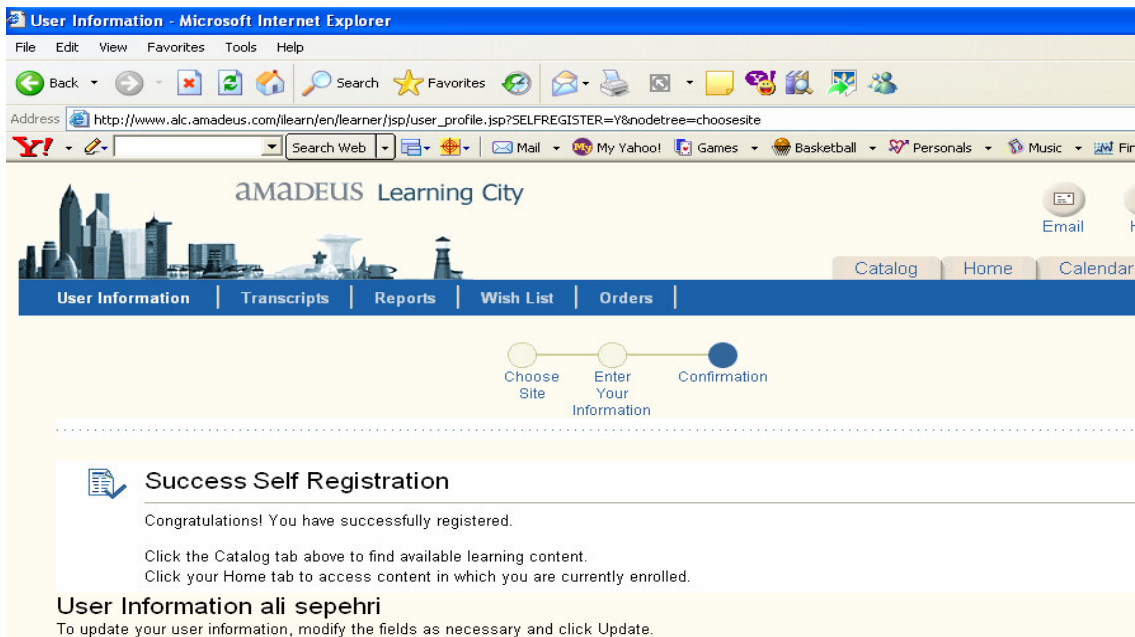 User Information - Microsoft Internet Explorer
File Edit View Favorites Tools Help
Back Search Favorites
Address http://www.alc.amadeus.com/ilearn/en/learner/jsp/user_profile.jsp?SELFREGISTER=Y&nodetree=choosesite
Y! Search Web Mail My Yahoo! Games Basketball Personals Music
amadeus Learning City
Email
Catalog Home Calendar
User Information Transcripts Reports Wish List Orders
Choose Site
Enter Your Information
Confirmation
Success Self Registration
Congratulations! You have successfully registered.
Click the Catalog tab above to find available learning content.
Click your Home tab to access content in which you are currently enrolled.
User Information ali sepehri
To update your user information, modify the fields as necessary and click Update.